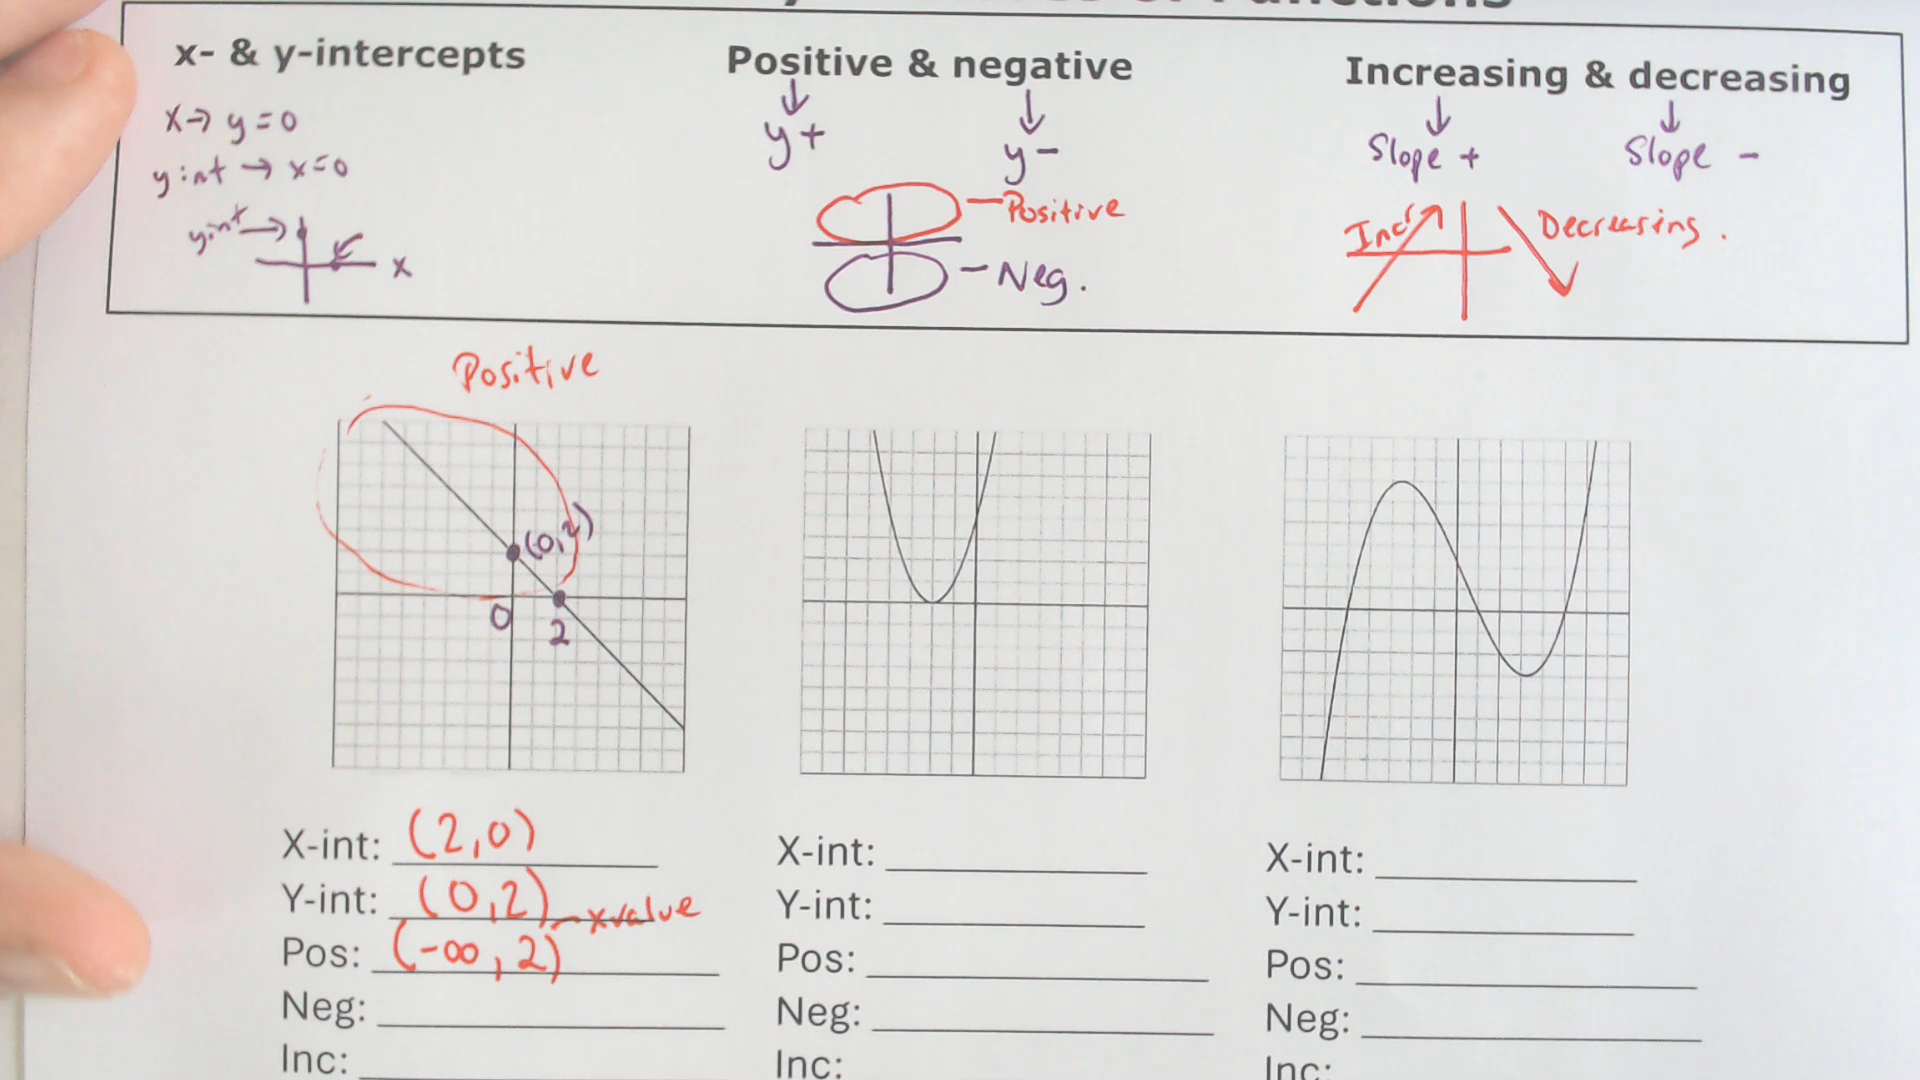 Functions
x- & y-intercepts
x → y = 0
y int → x = 0
y int →
x
Positive & negative
↓ ↓
y + y -
Positive
Neg.
Increasing & decreasing
↓ ↓
Slope + Slope -
Inc Decreasing.
Positive
(0,2)
0
2
X-int: (2,0)
Y-int: (0,2) x value
Pos: (-∞, 2)
Neg:
Inc:
X-int:
Y-int:
Pos:
Neg:
Inc:
X-int:
Y-int:
Pos:
Neg:
Inc: